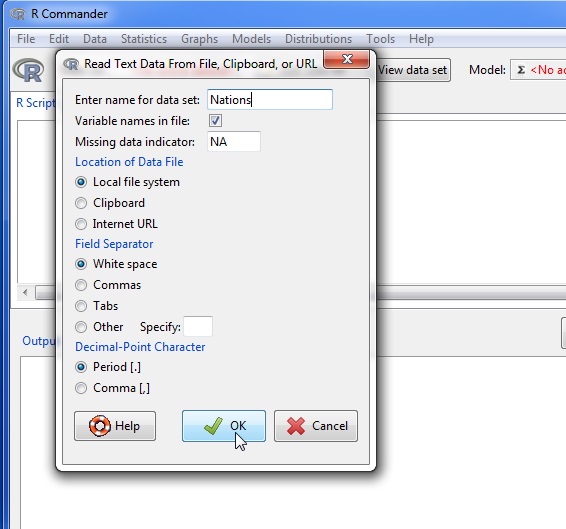 R Commander
File Edit Data Statistics Graphs Models Distributions Tools Help
Read Text Data From File, Clipboard, or URL
View data set Model: Σ <No ac
R Script
Enter name for data set: Nations
Variable names in file:
Missing data indicator: NA
Location of Data File
Local file system
Clipboard
Internet URL
Field Separator
White space
Commas
Tabs
Other Specify:
Outpu
Decimal-Point Character
Period [.]
Comma [,]
Help OK Cancel